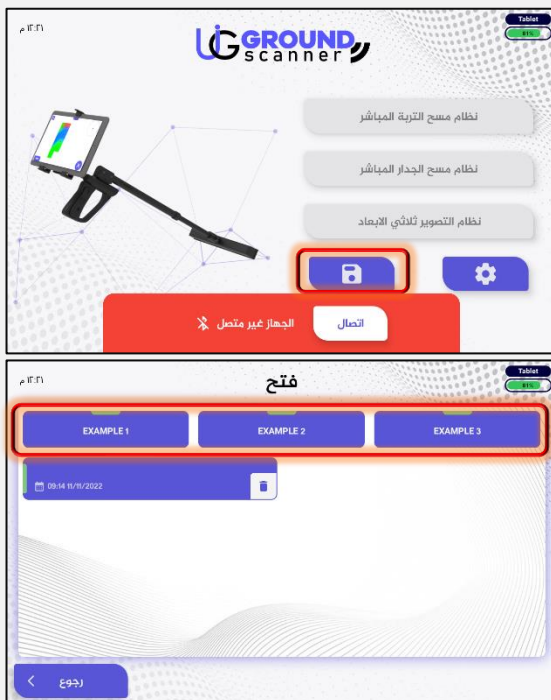 ١٢:٢١ م
Tablet
81%
UIG GROUND
scanner
نظام مسح التربة المباشر
نظام مسح الجدار المباشر
نظام التصوير ثلاثي الابعاد
الجهاز غير متصل
اتصال
١٢:٢١ م
فتح
Tablet
81%
EXAMPLE 1
EXAMPLE 2
EXAMPLE 3
09:14 11/11/2022
رجوع